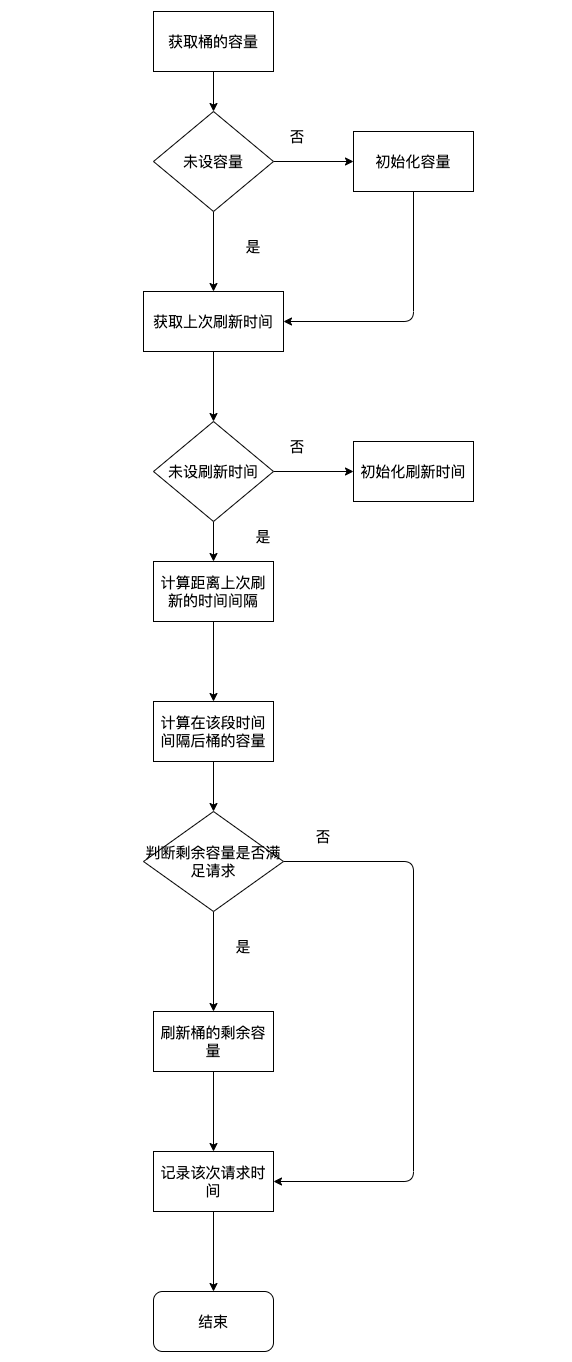 获取桶的容量
否
未设容量
初始化容量
是
获取上次刷新时间
否
未设刷新时间
初始化刷新时间
是
计算距离上次刷
新的时间间隔
计算在该段时间
间隔后桶的容量
否
判断剩余容量是否满
足请求
是
刷新桶的剩余容
量
记录该次请求时
间
结束